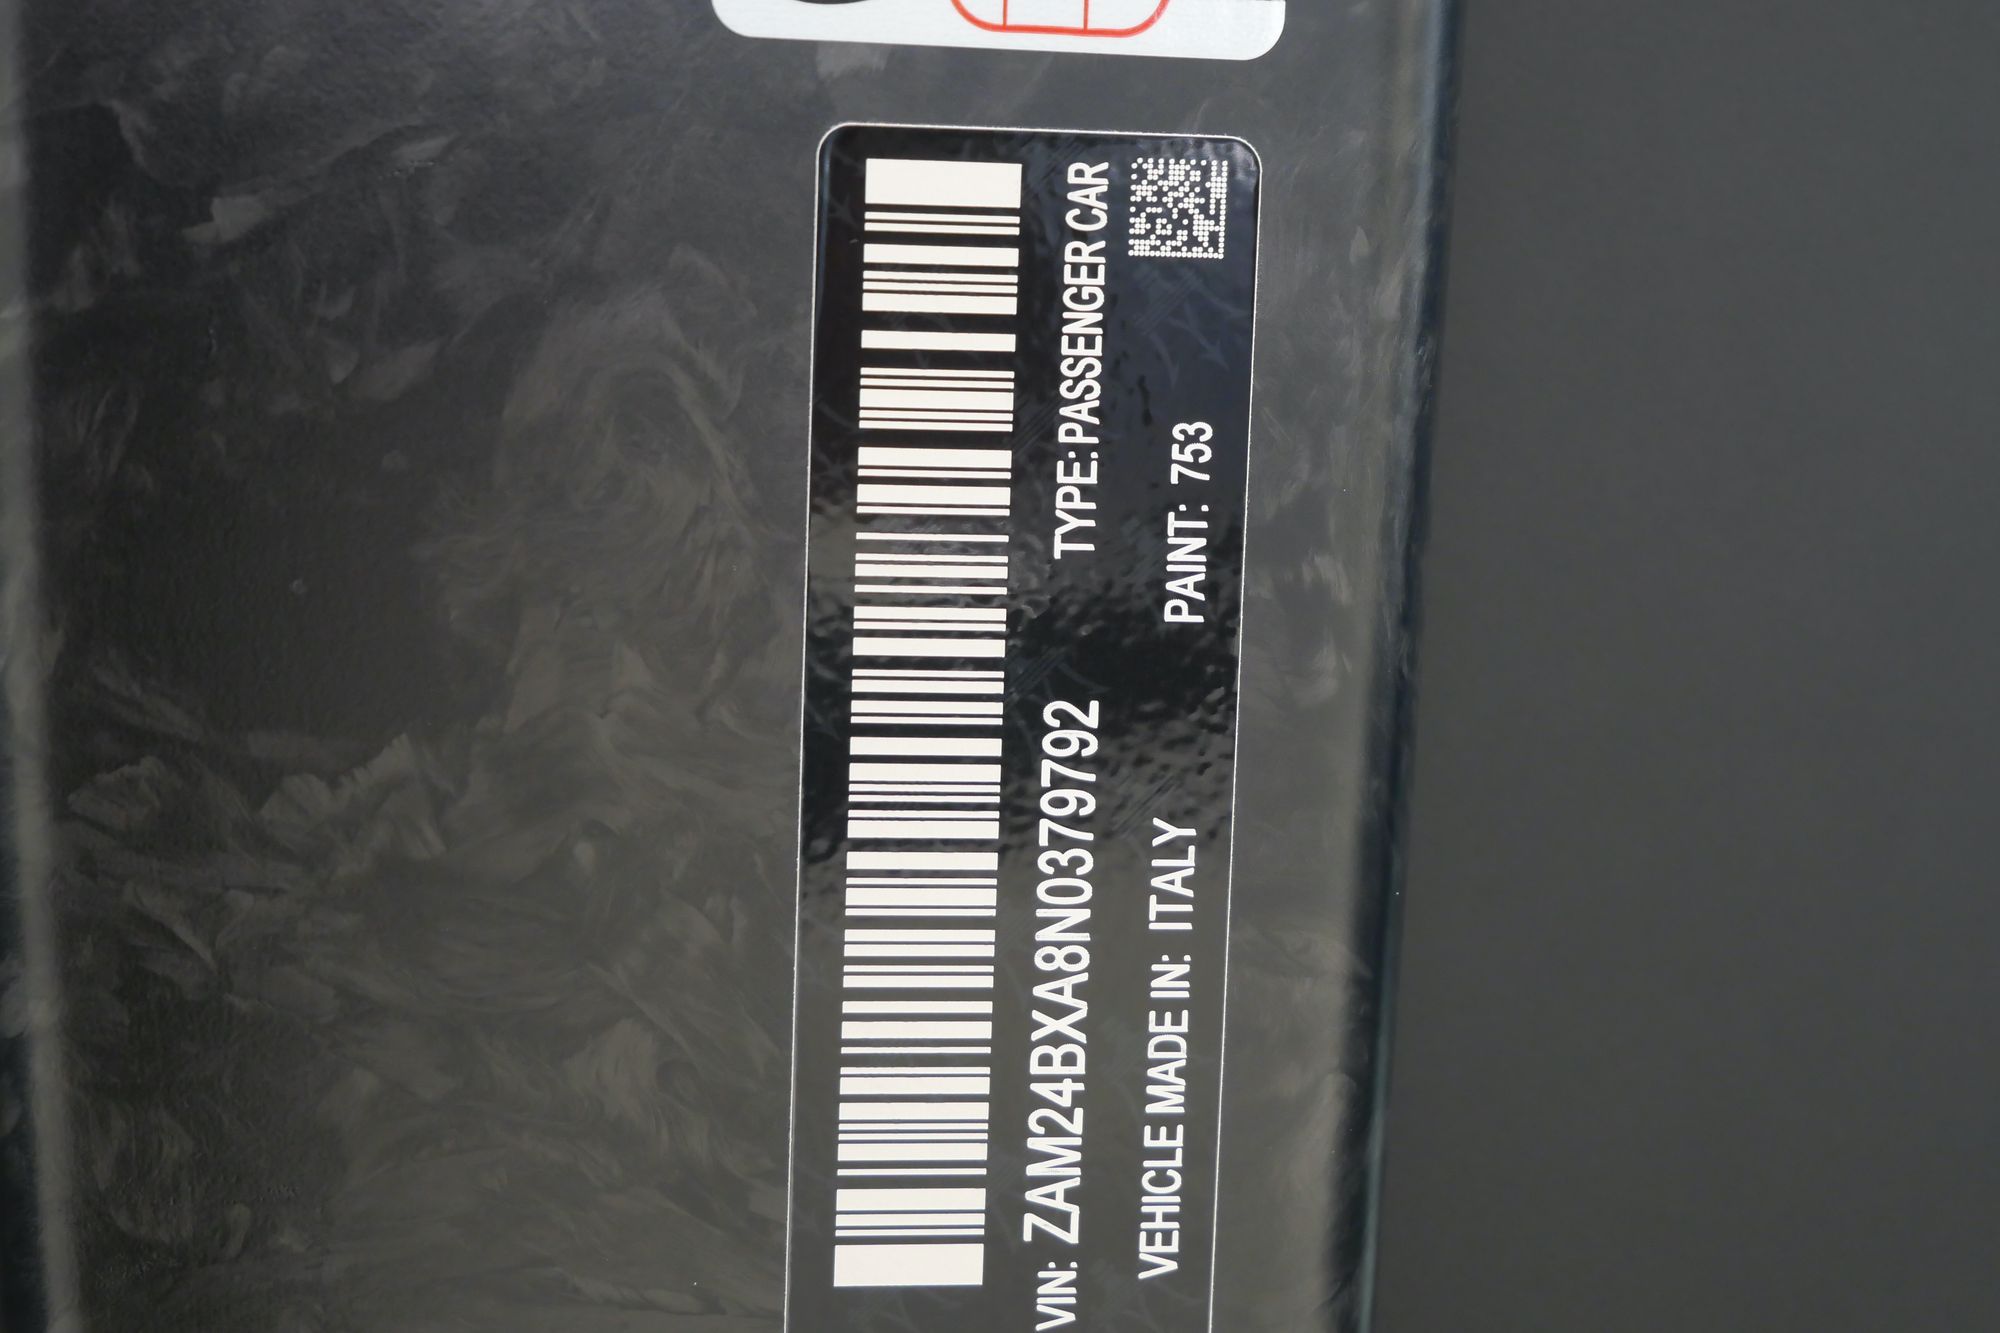 VIN: ZAM24BXA8N0379792 TYPE: PASSENGER CAR
VEHICLE MADE IN: ITALY PAINT: 753